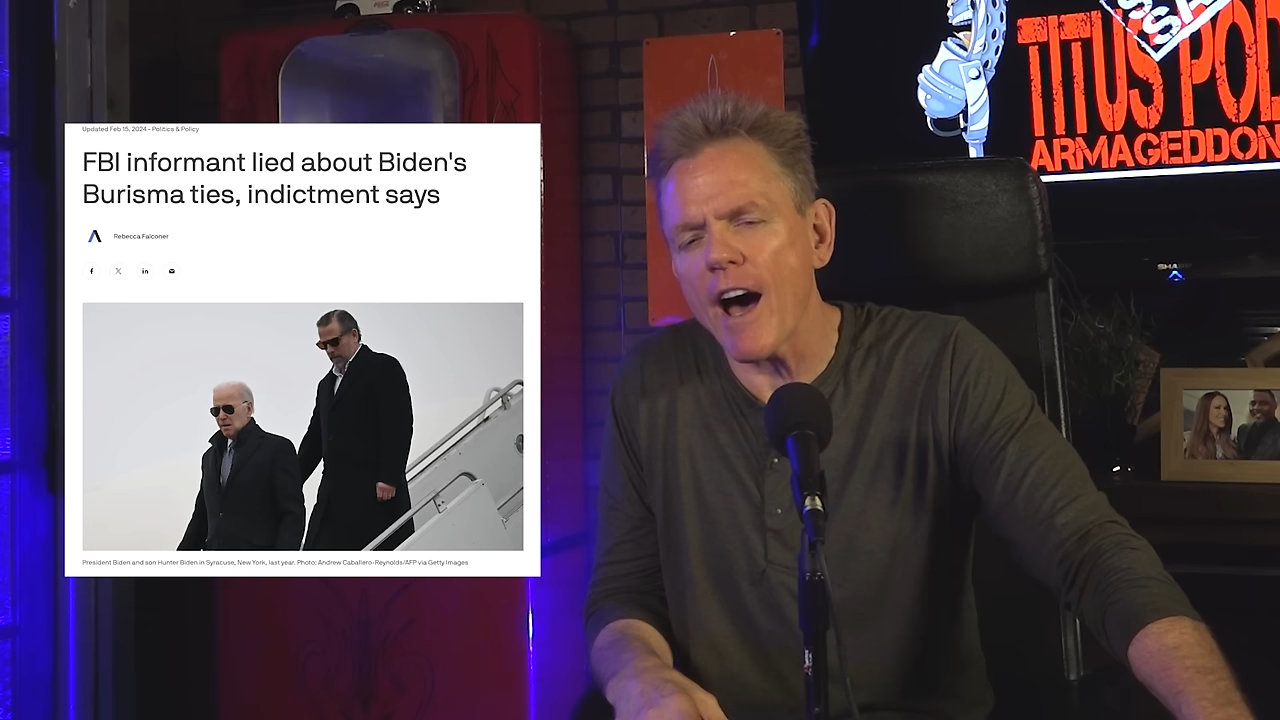 Updated Feb 15, 2024 - Politics & Policy
FBI informant lied about Biden's
Burisma ties, indictment says
Rebecca Falconer
President Biden and son Hunter Biden in Syracuse, New York, last year. Photo: Andrew Caballero-Reynolds/AFP via Getty Images
TITUS POD
ARMAGEDDON
SHARP